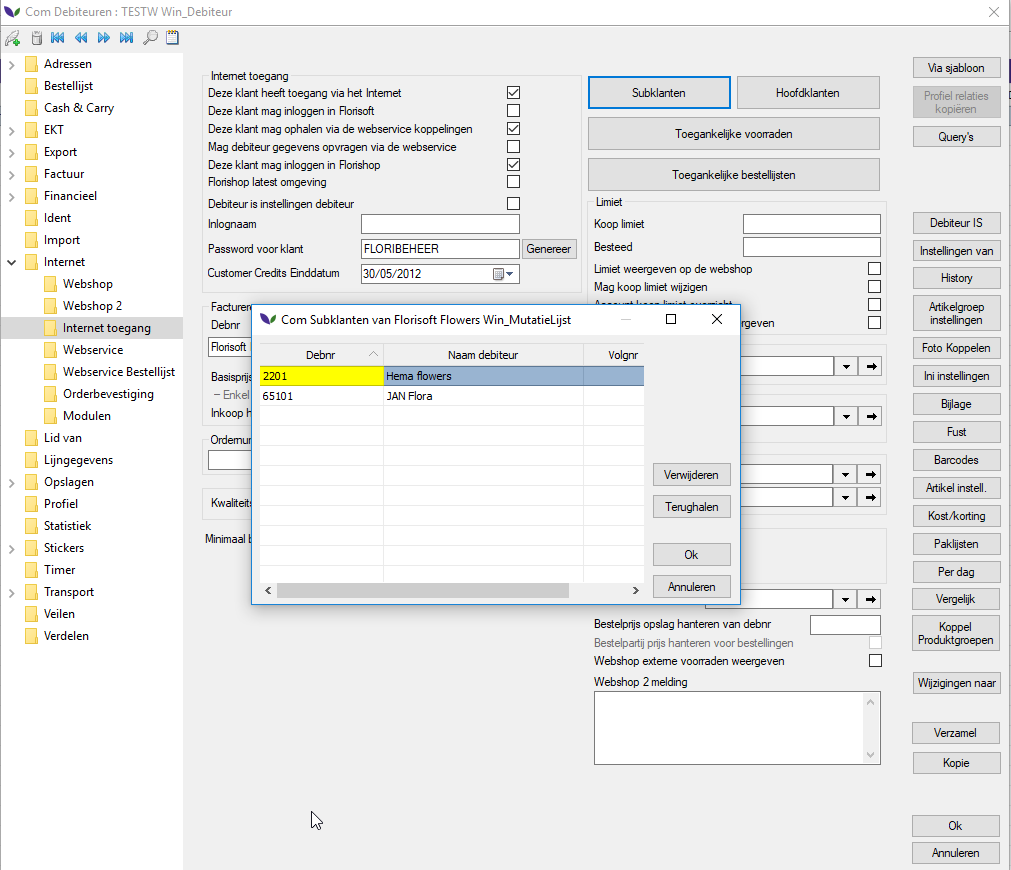 Com Debiteuren : TESTW Win_Debiteur
Adressen
Bestellijst
Cash & Carry
EKT
Export
Factuur
Financieel
Ident
Import
Internet
Webshop
Webshop 2
Internet toegang
Webservice
Webservice Bestellijst
Orderbevestiging
Modulen
Lid van
Lijngegevens
Opslagen
Profiel
Statistiek
Stickers
Timer
Transport
Veilen
Verdelen
Internet toegang
Deze klant heeft toegang via het Internet
Deze klant mag inloggen in Florisoft
Deze klant mag ophalen via de webservice koppelingen
Mag debiteur gegevens opvragen via de webservice
Deze klant mag inloggen in Florishop
Florishop latest omgeving
Debiteur is instellingen debiteur
Inlognaam
Password voor klant FLORIBEHEER Genereer
Customer Credits Einddatum 30/05/2012
Debnr
Florisoft
Basisprijs
– Enkel
Inkoop
Minimaal
Subklanten Hoofdklanten
Toegankelijke voorraden
Toegankelijke bestellijsten
Limiet
Koop limiet
Besteed
Limiet weergeven op de webshop
Mag koop limiet wijzigen
Com Subklanten van Florisoft Flowers Win_MutatieLijst
Debnr Naam debiteur Volgnr
2201 Hema flowers
65101 JAN Flora
Verwijderen
Terughalen
Ok
Annuleren
Bestelprijs opslag hanteren van debnr
Bestelpartij prijs hanteren voor bestellingen
Webshop externe voorraden weergeven
Webshop 2 melding
Via sjabloon
Profiel relaties
kopiëren
Query's
Debiteur IS
Instellingen van
History
Artikelgroep
instellingen
Foto Koppelen
Ini instellingen
Bijlage
Fust
Barcodes
Artikel instell.
Kost/korting
Paklijsten
Per dag
Vergelijk
Koppel
Produktgroepen
Wijzigingen naar
Verzamel
Kopie
Ok
Annuleren